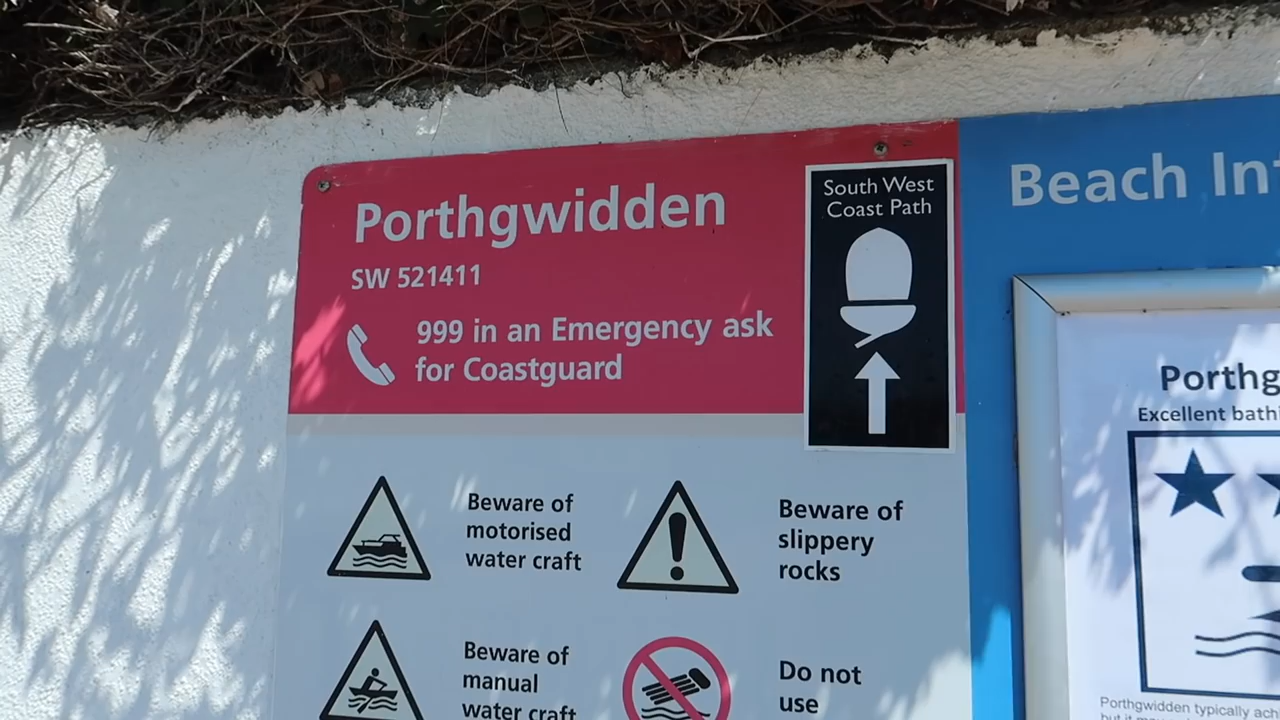 Porthgwidden
SW 521411
999 in an Emergency ask
for Coastguard
South West
Coast Path
Beware of
motorised
water craft
Beware of
slippery
rocks
Beware of
manual
water craft
Do not
use
Beach In
Porthg
Excellent bathi
Porthgwidden typically ach
but it